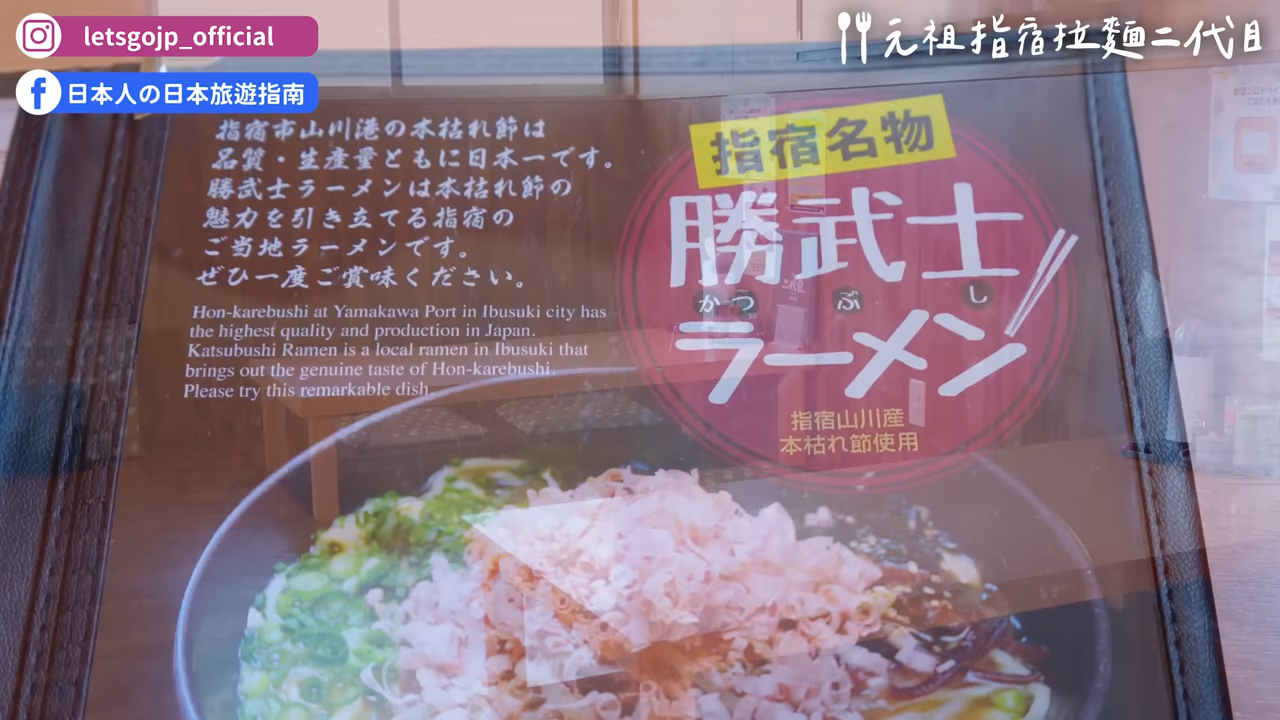 letsgojp_official
日本人の日本旅遊指南
元祖指宿拉麵二代目
指宿市山川港の本枯れ節は
品質・生産量ともに日本一です。
勝武士ラーメンは本枯れ節の
魅力を引き立てる指宿の
ご当地ラーメンです。
ぜひ一度ご賞味ください。
Hon-karebushi at Yamakawa Port in Ibusuki city has
the highest quality and production in Japan.
Katsubushi Ramen is a local ramen in Ibusuki that
brings out the genuine taste of Hon-karebushi.
Please try this remarkable dish.
指宿名物
勝武士
かつ ぶ し
ラーメン
指宿山川産
本枯れ節使用